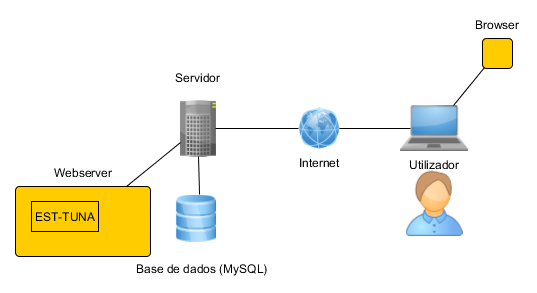 Browser
Servidor
Internet
Utilizador
Webserver
EST-TUNA
Base de dados (MySQL)